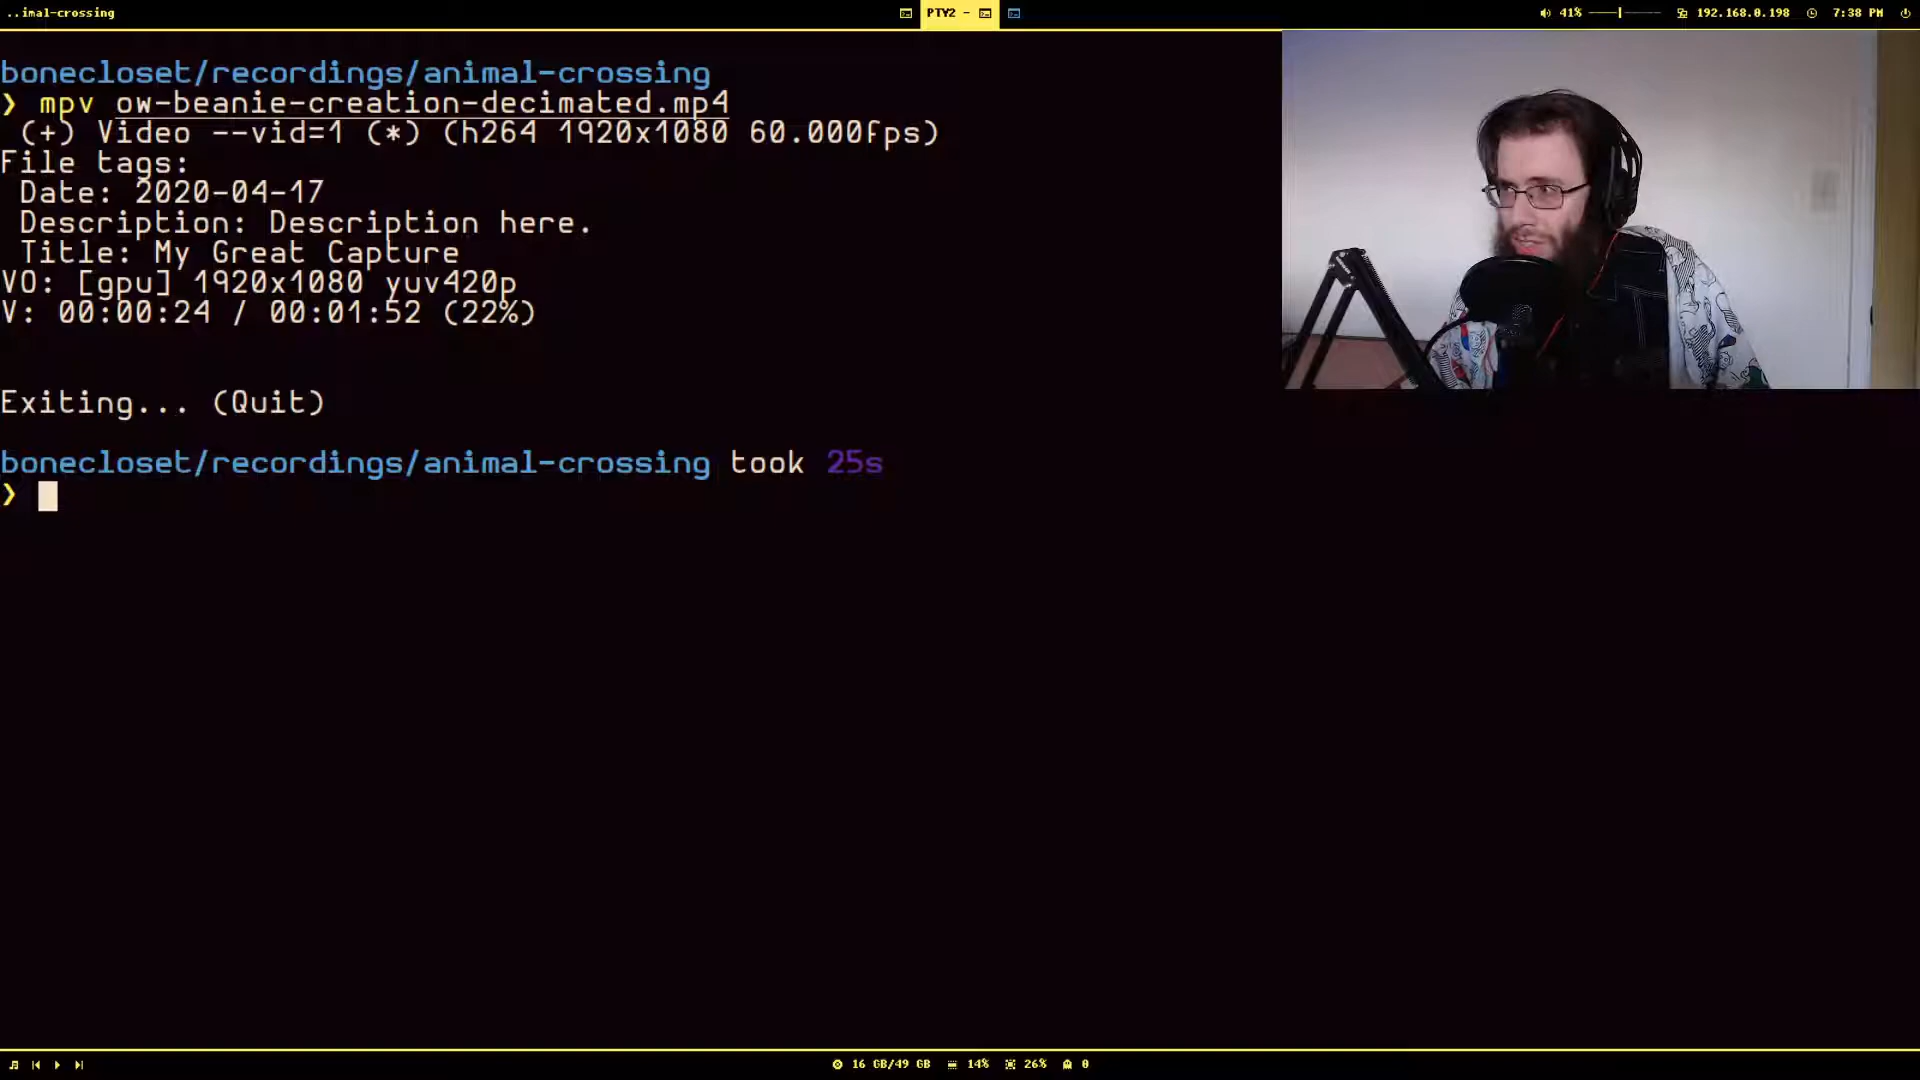 ..imal-crossing
PTY2 -
41%
192.168.0.198
7:38 PM
bonecloset/recordings/animal-crossing
❯ mpv ow-beanie-creation-decimated.mp4
(+) Video --vid=1 (*) (h264 1920x1080 60.000fps)
File tags:
Date: 2020-04-17
Description: Description here.
Title: My Great Capture
VO: [gpu] 1920x1080 yuv420p
V: 00:00:24 / 00:01:52 (22%)
Exiting... (Quit)
bonecloset/recordings/animal-crossing took 25s
❯
16 GB/49 GB
14%
26%
0